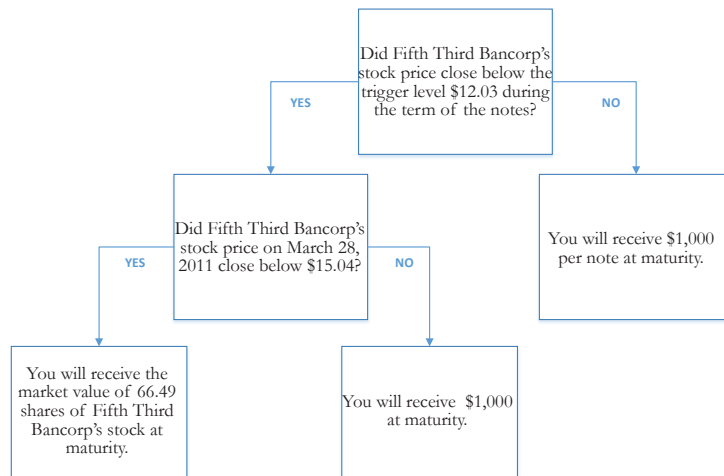 Did Fifth Third Bancorp's
stock price close below the
trigger level $12.03 during
the term of the notes?
YES
NO
Did Fifth Third Bancorp's
stock price on March 28,
2011 close below $15.04?
You will receive $1,000
per note at maturity.
YES
NO
You will receive the
market value of 66.49
shares of Fifth Third
Bancorp's stock at
maturity.
You will receive $1,000
at maturity.